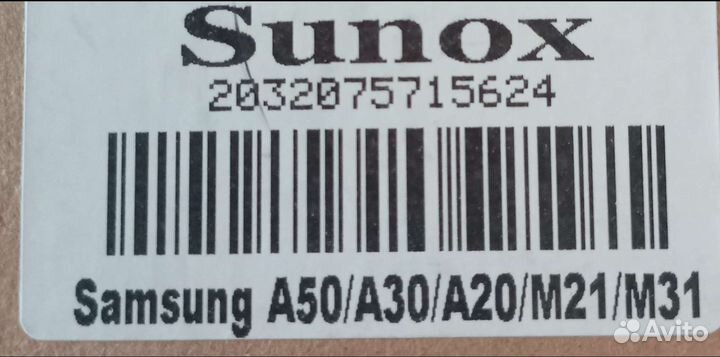 Sunox
2032075715624
Samsung A50/A30/A20/M21/M31
Avito